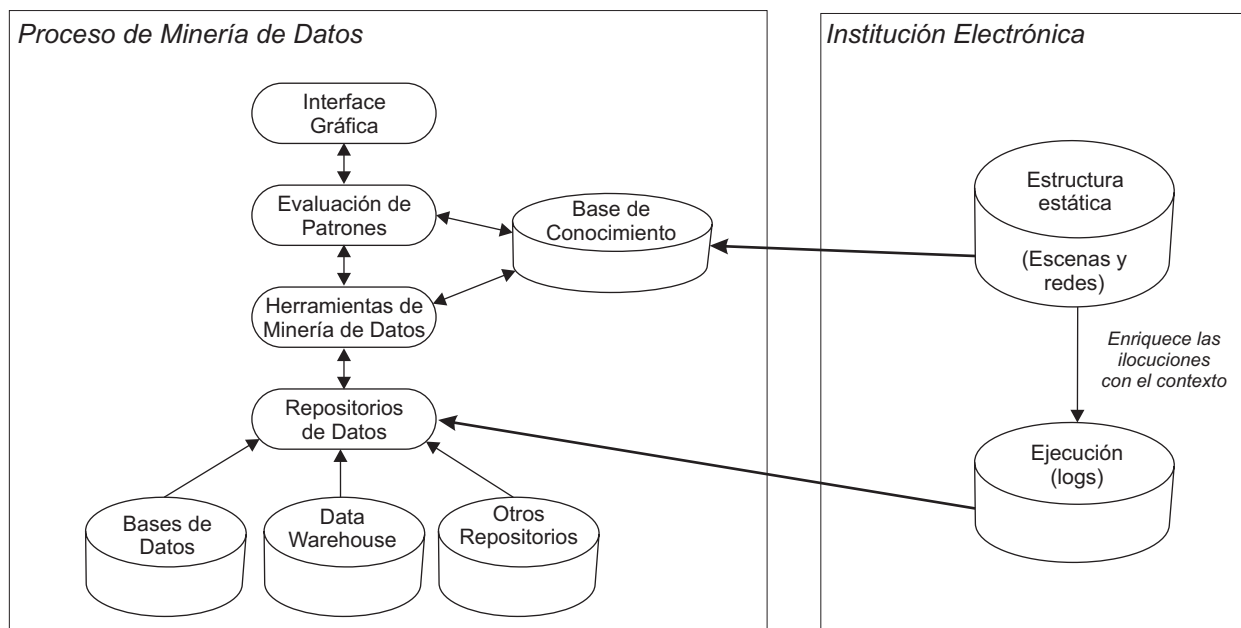 Proceso de Minería de Datos
Interface
Gráfica
Evaluación de
Patrones
Base de
Conocimiento
Herramientas de
Minería de Datos
Repositorios
de Datos
Bases de
Datos
Data
Warehouse
Otros
Repositorios
Institución Electrónica
Estructura
estática
(Escenas y
redes)
Enriquece las
ilocuciones
con el contexto
Ejecución
(logs)